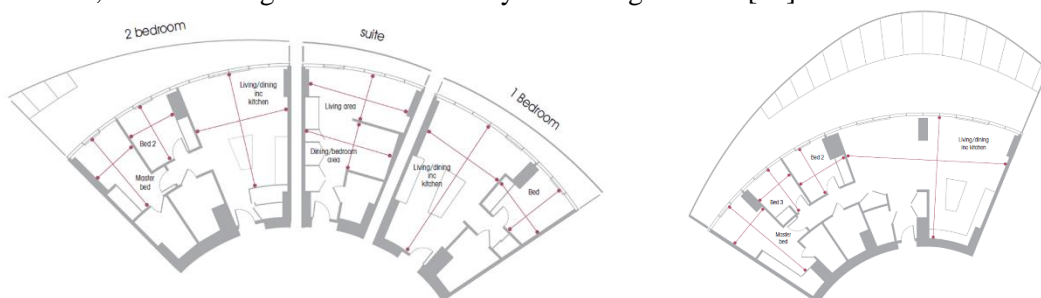 2 bedroom
suite
1 Bedroom
Living/dining
inc
kitchen
Bed 2
Master
bed
Living area
Dining/bedroom
area
Living/dining
inc
kitchen
Bed
Living/dining
inc kitchen
Bed 2
Bed 3
Master
bed